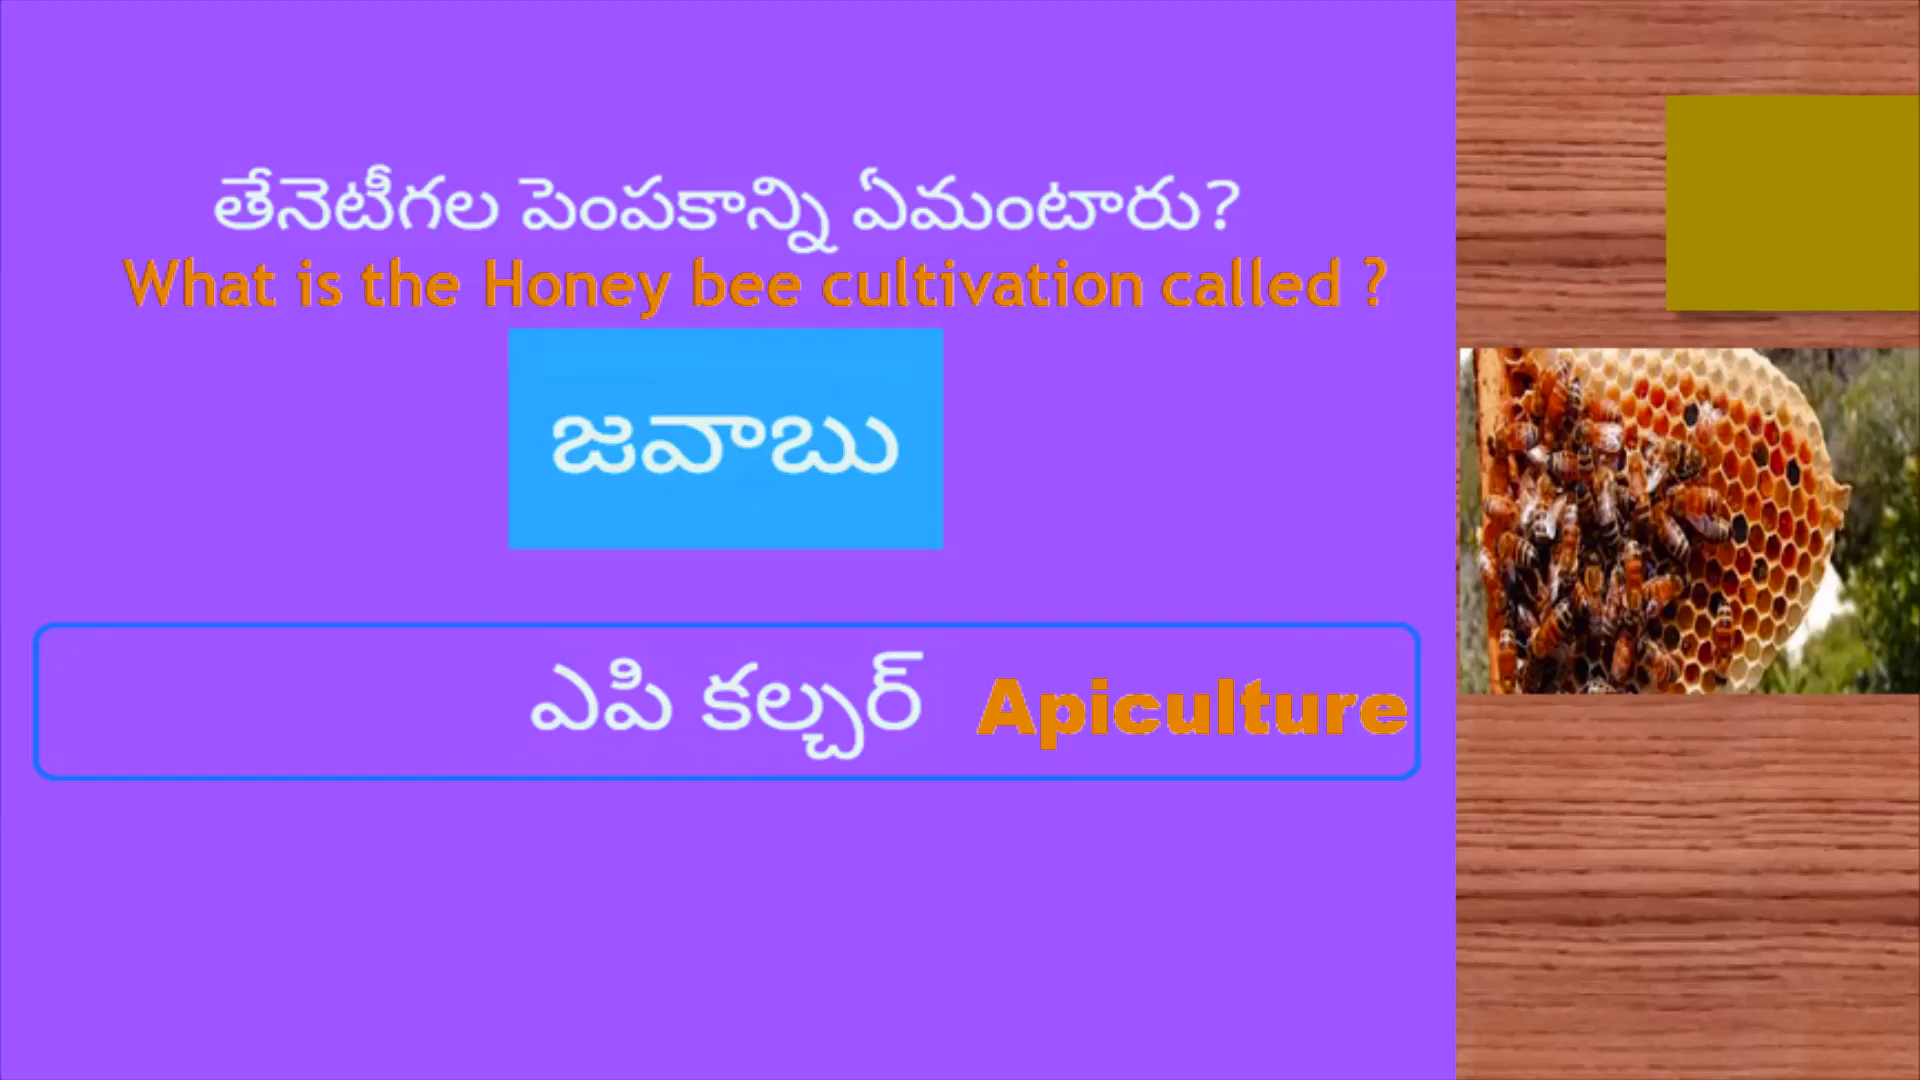 తేనెటీగల పెంపకాన్ని ఏమంటారు?
What is the Honey bee cultivation called ?
జవాబు
ఎపి కల్చర్ Apiculture